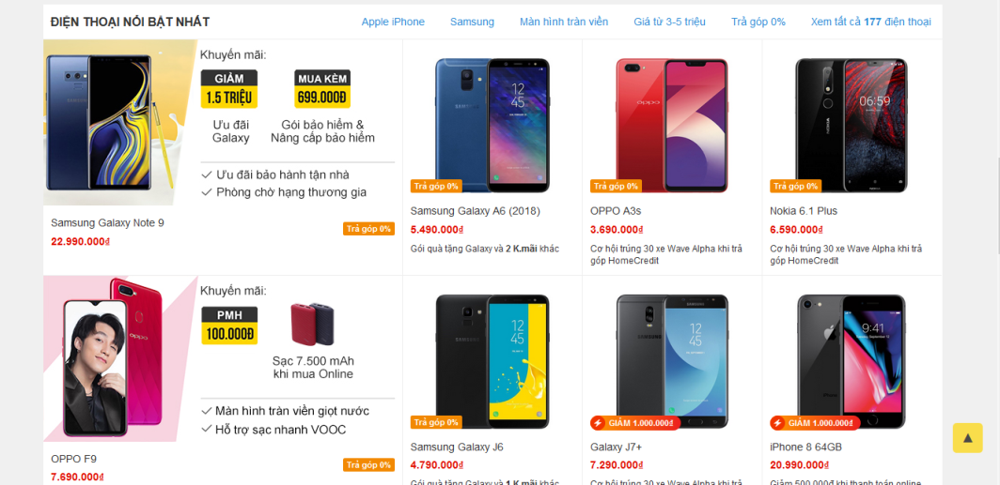 ĐIỆN THOẠI NỔI BẬT NHẤT
Apple iPhone
Samsung
Màn hình tràn viền
Giá từ 3-5 triệu
Trả góp 0%
Xem tất cả 177 điện thoại
Khuyến mãi:
GIẢM
1.5 TRIỆU
MUA KÈM
699.000Đ
Ưu đãi
Galaxy
Gói bảo hiểm &
Nâng cấp bảo hiểm
Ưu đãi bảo hành tận nhà
Phòng chờ hạng thương gia
Samsung Galaxy Note 9
22.990.000₫
Trả góp 0%
SAMSUNG
12
45
Trả góp 0%
Samsung Galaxy A6 (2018)
5.490.000₫
Gói quà tặng Galaxy và 2 K.mãi khác
oppo
Trả góp 0%
OPPO A3s
3.690.000₫
Cơ hội trúng 30 xe Wave Alpha khi trả
góp HomeCredit
NOKIA
06:59
Trả góp 0%
Nokia 6.1 Plus
6.590.000₫
Cơ hội trúng 30 xe Wave Alpha khi trả
góp HomeCredit
Khuyến mãi:
PMH
100.000Đ
Sạc 7.500 mAh
khi mua Online
Màn hình tràn viền giọt nước
Hỗ trợ sạc nhanh VOOC
oppo
OPPO F9
7.690.000₫
Trả góp 0%
SAMSUNG
12
45
Trả góp 0%
Samsung Galaxy J6
4.790.000₫
Gói quà tặng Galaxy và 1 K.mãi khác
SAMSUNG
12
45
GIẢM 1.000.000₫
Galaxy J7+
7.290.000₫
Cơ hội trúng 30 xe Wave Alpha khi trả
9:41
GIẢM 1.000.000₫
iPhone 8 64GB
20.990.000₫
Giảm 500.000₫ khi thanh toán online